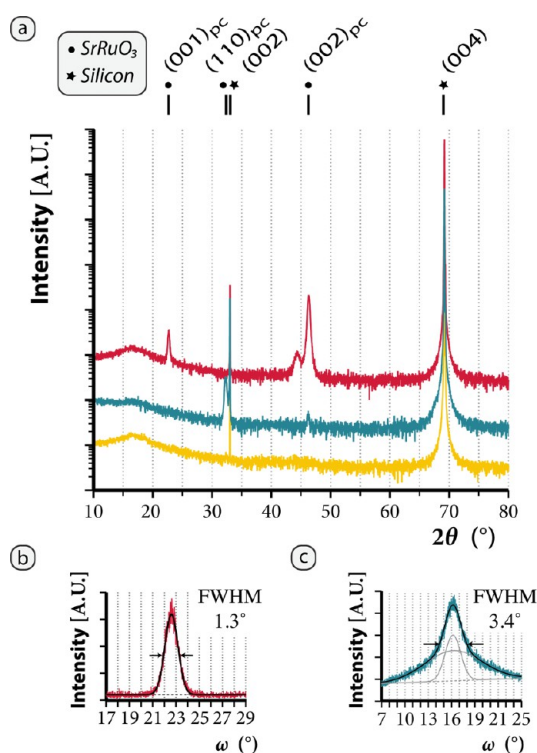 a
• SrRuO₃
★ Silicon
(001)pc
(110)pc
(002)
(002)pc
(004)
Intensity [A.U.]
10 20 30 40 50 60 70 80
2θ (°)
b
FWHM
1.3°
Intensity [A.U.]
17 19 21 23 25 27 29
ω (°)
c
FWHM
3.4°
Intensity [A.U.]
7 10 13 16 19 22 25
ω (°)